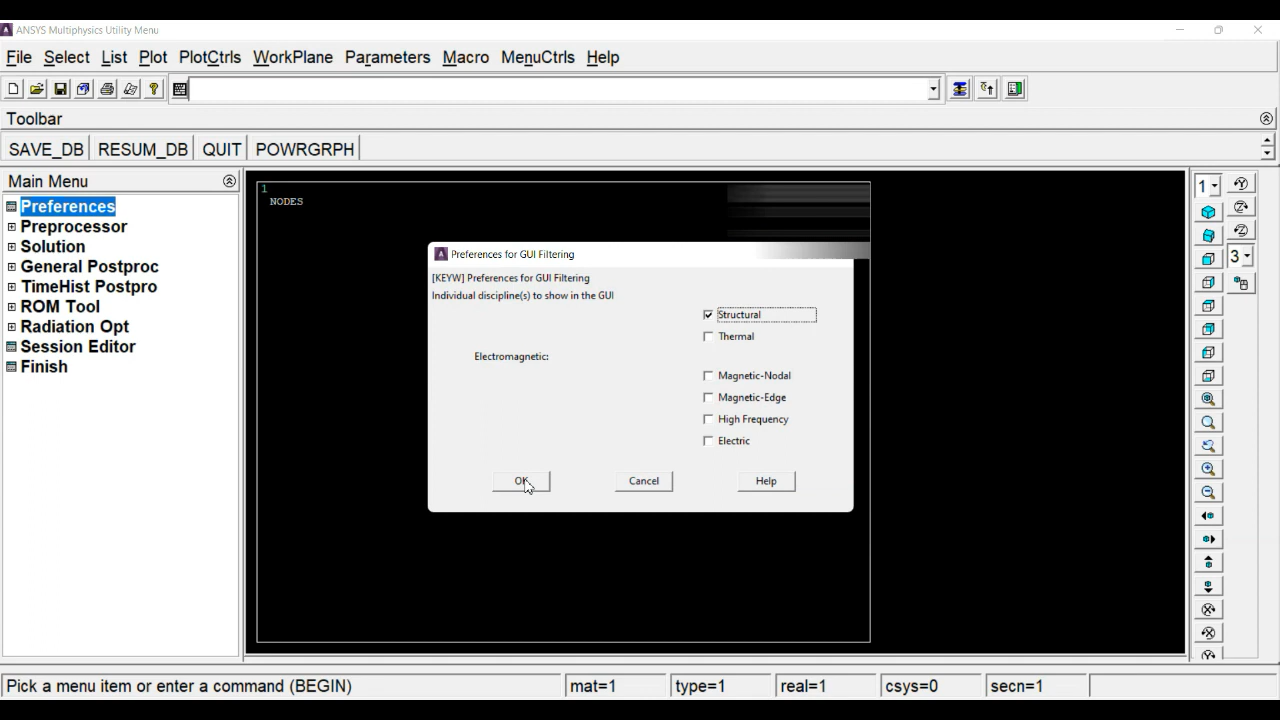 ANSYS Multiphysics Utility Menu
File Select List Plot PlotCtrls WorkPlane Parameters Macro MenuCtrls Help
Toolbar
SAVE_DB RESUM_DB QUIT POWRGRPH
Main Menu
Preferences
Preprocessor
Solution
General Postproc
TimeHist Postpro
ROM Tool
Radiation Opt
Session Editor
Finish
1
NODES
Preferences for GUI Filtering
[KEYW] Preferences for GUI Filtering
Individual discipline(s) to show in the GUI
Structural
Thermal
Electromagnetic:
Magnetic-Nodal
Magnetic-Edge
High Frequency
Electric
OK Cancel Help
1
3
Pick a menu item or enter a command (BEGIN) mat=1 type=1 real=1 csys=0 secn=1